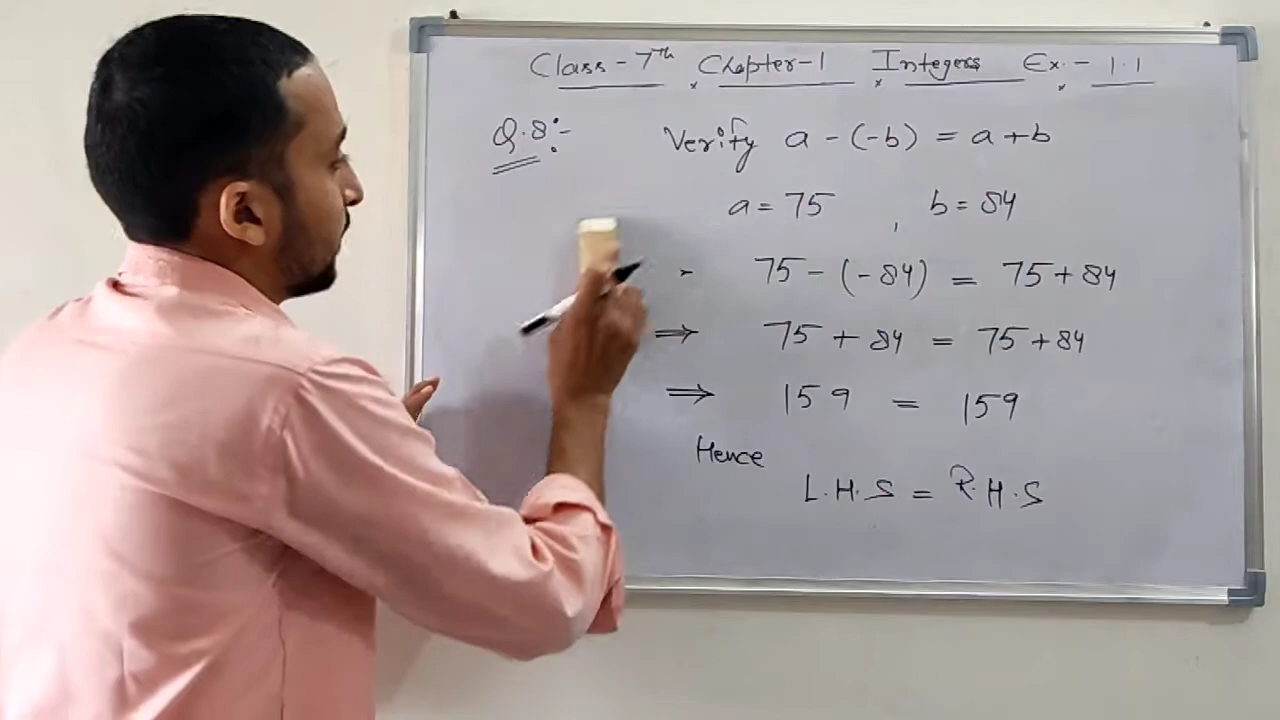 Class - 7th Chapter-1 Integers Ex.- 1.1
Q.8:- Verify a - (-b) = a + b
a = 75 , b = 84
75 - (-84) = 75 + 84
⇒ 75 + 84 = 75 + 84
⇒ 159 = 159
Hence
L.H.S = R.H.S